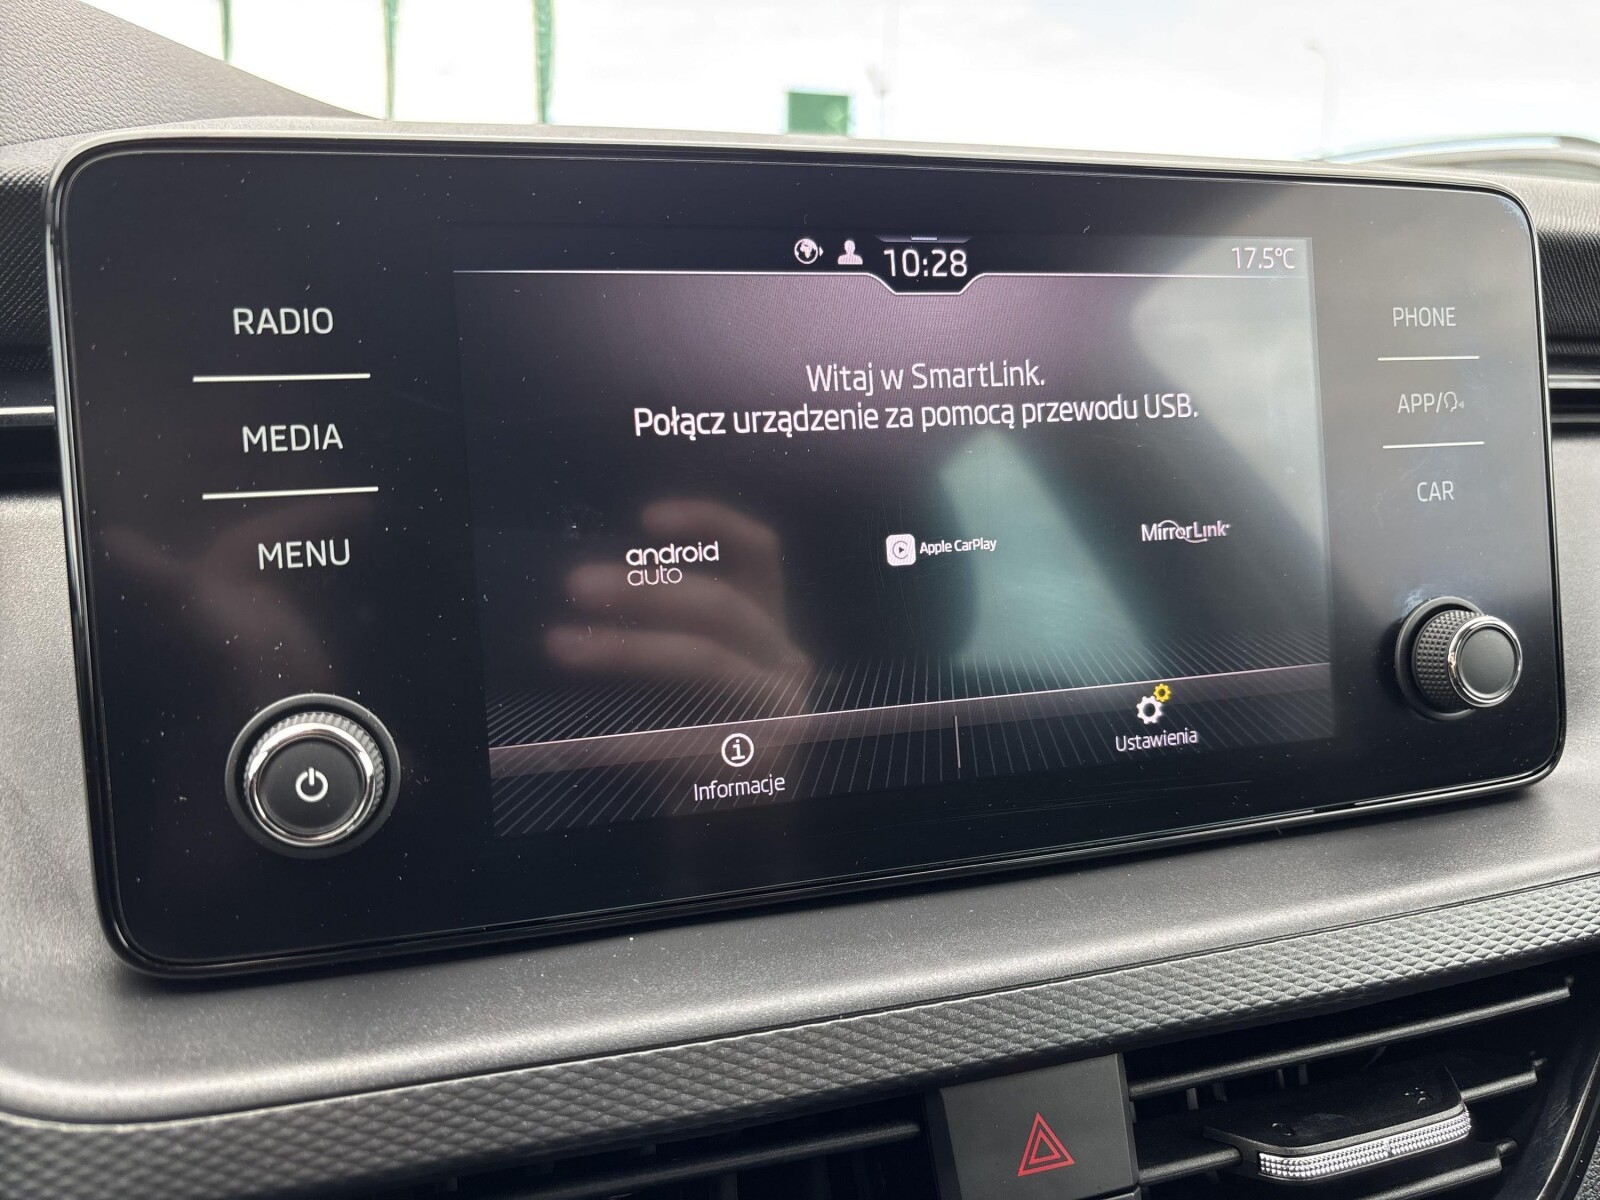 10:28
17.5°C
RADIO
MEDIA
MENU
Witaj w SmartLink.
Połącz urządzenie za pomocą przewodu USB.
android
auto
Apple CarPlay
MirrorLink
Informacje
Ustawienia
PHONE
APP/
CAR